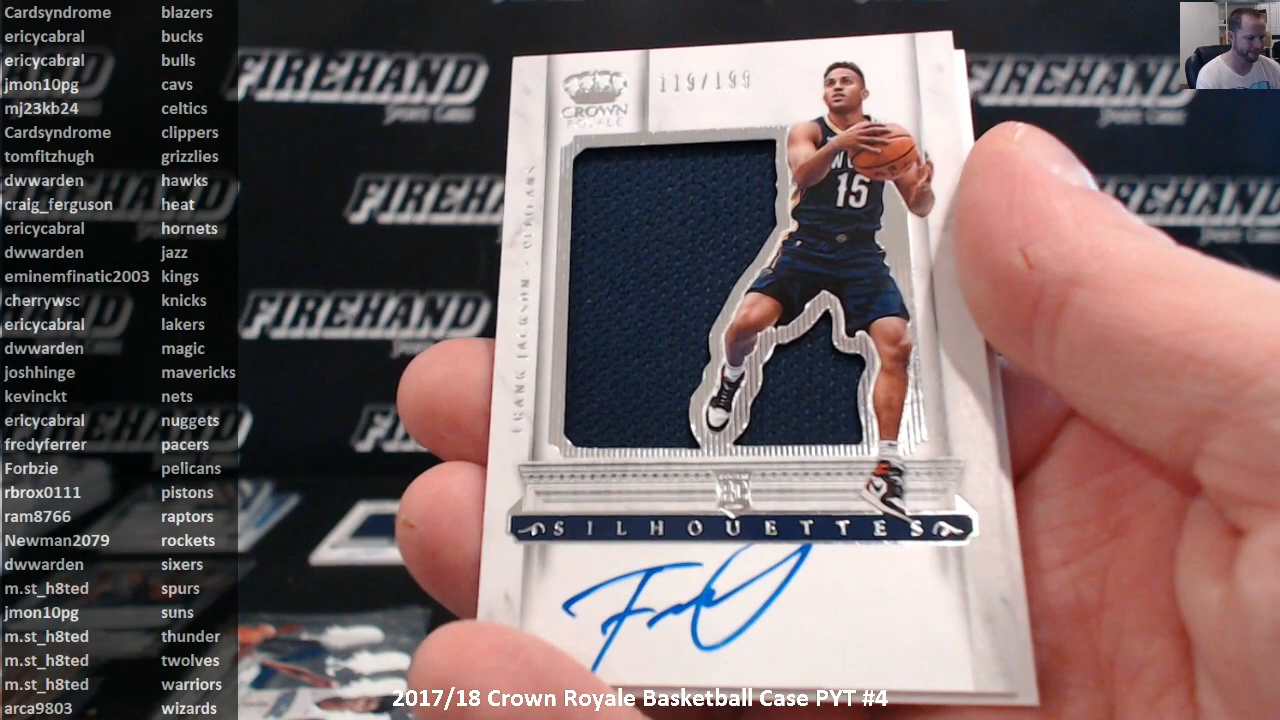 Cardsyndrome blazers
ericycabral bucks
ericycabral bulls
jmon10pg cavs
mj23kb24 celtics
Cardsyndrome clippers
tomfitzhugh grizzlies
dwwarden hawks
craig_ferguson heat
ericycabral hornets
dwwarden jazz
eminemfinatic2003 kings
cherrywsc knicks
ericycabral lakers
dwwarden magic
joshhinge mavericks
kevinckt nets
ericycabral nuggets
fredyferrer pacers
Forbzie pelicans
rbrox0111 pistons
ram8766 raptors
Newman2079 rockets
dwwarden sixers
m.st_h8ted spurs
jmon10pg suns
m.st_h8ted thunder
m.st_h8ted twolves
m.st_h8ted warriors
arca9803 wizards
FIREHAND
FIREHAND
FIREHAND
FIREHAND
CROWN
ROYALE
119/199
FRANK JACKSON - PELICANS
15
SILHOUETTES
2017/18 Crown Royale Basketball Case PYT #4